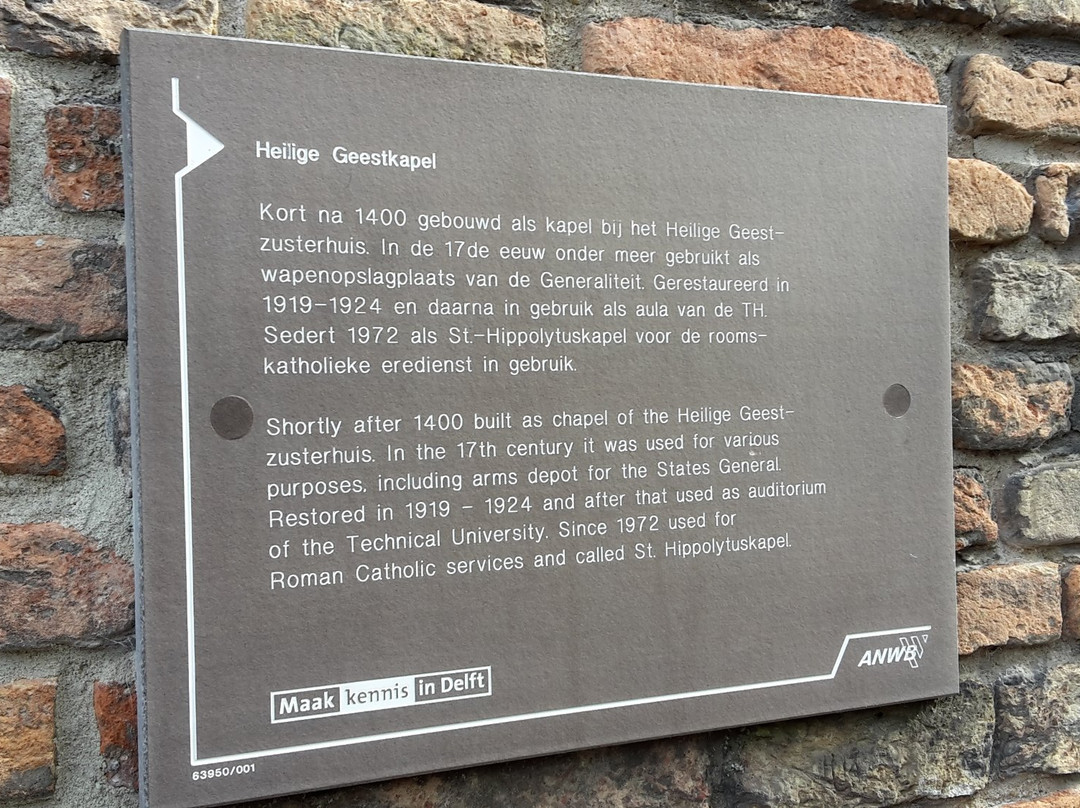 Heilige Geestkapel
Kort na 1400 gebouwd als kapel bij het Heilige Geest-
zusterhuis. In de 17de eeuw onder meer gebruikt als
wapenopslagplaats van de Generaliteit. Gerestaureerd in
1919-1924 en daarna in gebruik als aula van de TH.
Sedert 1972 als St.-Hippolytuskapel voor de rooms-
katholieke eredienst in gebruik.
Shortly after 1400 built as chapel of the Heilige Geest-
zusterhuis. In the 17th century it was used for various
purposes, including arms depot for the States General.
Restored in 1919 - 1924 and after that used as auditorium
of the Technical University. Since 1972 used for
Roman Catholic services and called St. Hippolytuskapel.
Maak kennis in Delft
ANWB
63950/001